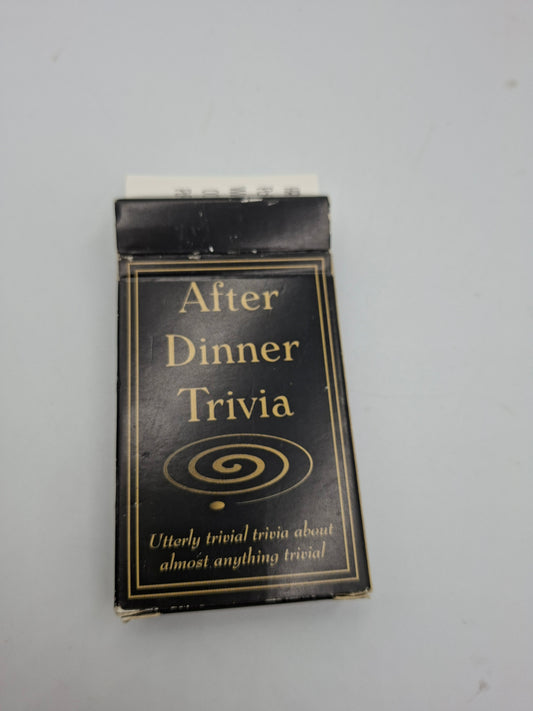 After
Dinner
Trivia
Utterly trivial trivia about
almost anything trivial